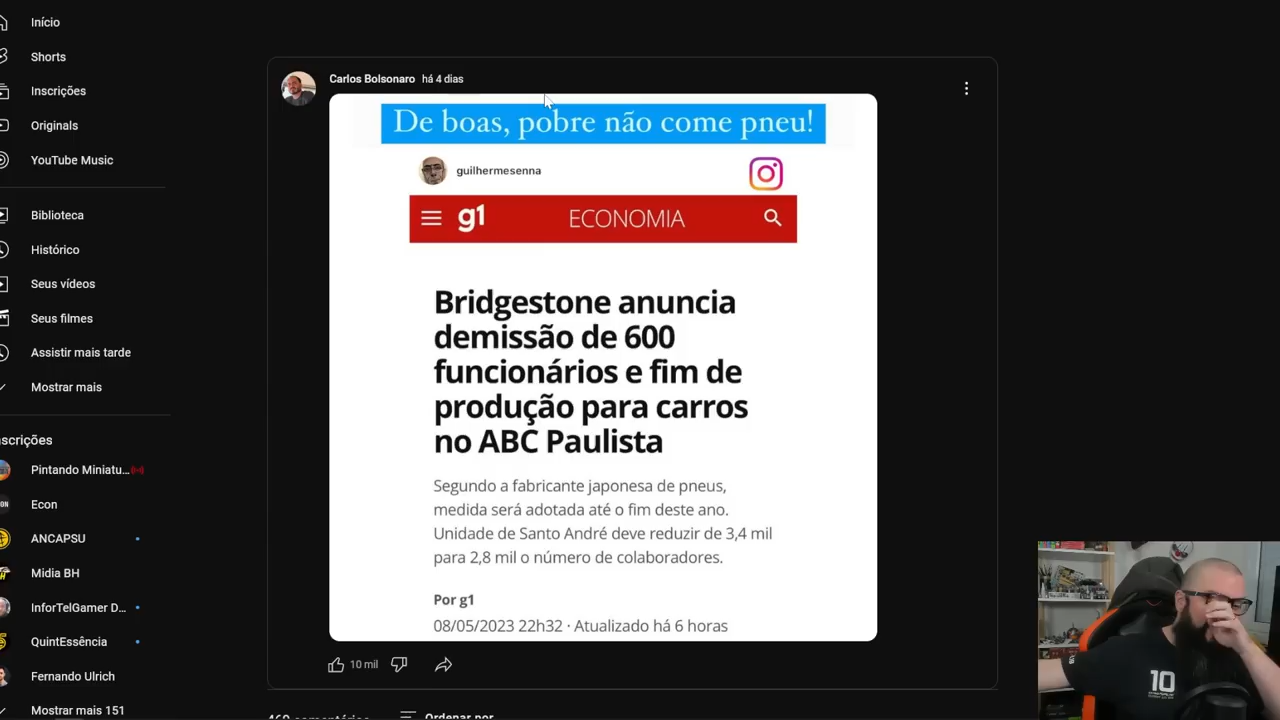 Início
Shorts
Inscrições
Originals
YouTube Music
Biblioteca
Histórico
Seus vídeos
Seus filmes
Assistir mais tarde
Mostrar mais
nscrições
Pintando Miniatu...
Econ
ANCAPSU
Midia BH
InforTelGamer D...
QuintEssência
Fernando Ulrich
Mostrar mais 151
Carlos Bolsonaro há 4 dias
De boas, pobre não come pneu!
guilhermesenna
g1 ECONOMIA
Bridgestone anuncia
demissão de 600
funcionários e fim de
produção para carros
no ABC Paulista
Segundo a fabricante japonesa de pneus,
medida será adotada até o fim deste ano.
Unidade de Santo André deve reduzir de 3,4 mil
para 2,8 mil o número de colaboradores.
Por g1
08/05/2023 22h32 · Atualizado há 6 horas
10 mil
460 comentários Ordenar por
10